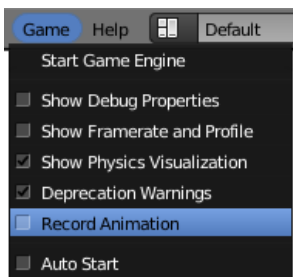 Game Help Default
Start Game Engine
Show Debug Properties
Show Framerate and Profile
Show Physics Visualization
Deprecation Warnings
Record Animation
Auto Start